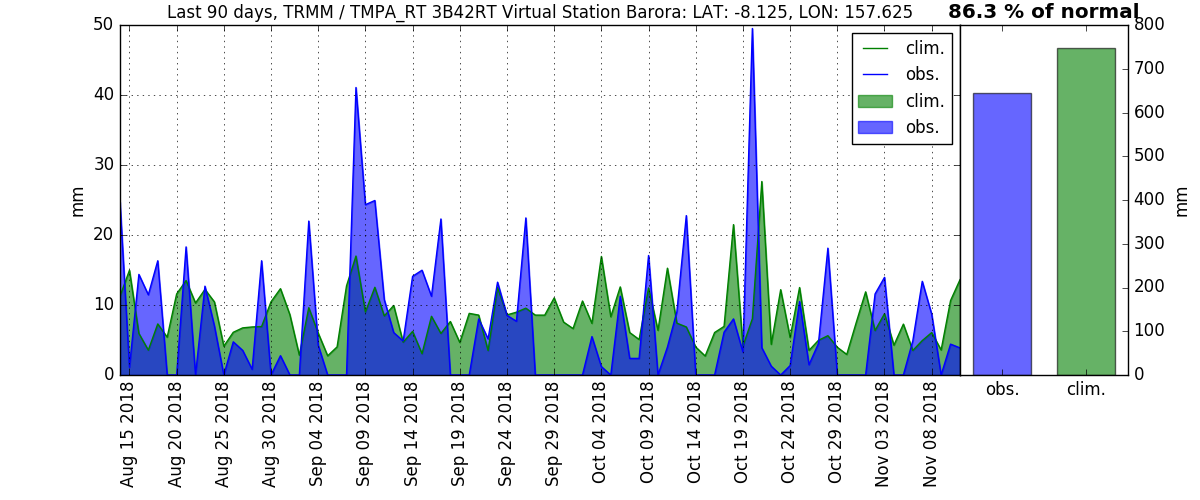 Last 90 days, TRMM / TMPA_RT 3B42RT Virtual Station Barora: LAT: -8.125, LON: 157.625
86.3 % of normal
50
40
30
20
10
0
mm
clim.
obs.
clim.
obs.
800
700
600
500
400
300
200
100
0
mm
obs.
clim.
Aug 15 2018
Aug 20 2018
Aug 25 2018
Aug 30 2018
Sep 04 2018
Sep 09 2018
Sep 14 2018
Sep 19 2018
Sep 24 2018
Sep 29 2018
Oct 04 2018
Oct 09 2018
Oct 14 2018
Oct 19 2018
Oct 24 2018
Oct 29 2018
Nov 03 2018
Nov 08 2018